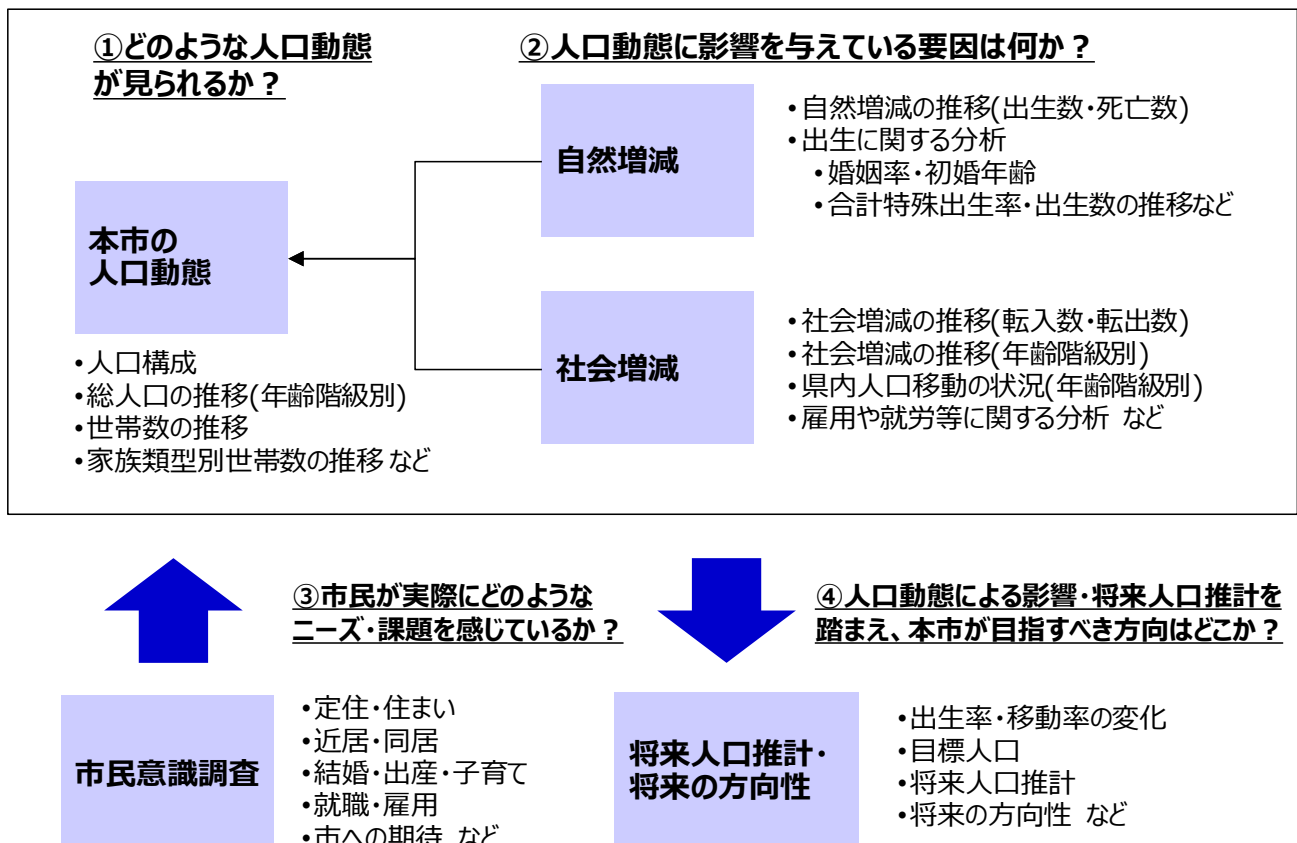 ①どのような人口動態
が見られるか？
②人口動態に影響を与えている要因は何か？
自然増減
•自然増減の推移(出生数・死亡数)
•出生に関する分析
•婚姻率・初婚年齢
•合計特殊出生率・出生数の推移など
本市の
人口動態
•人口構成
•総人口の推移(年齢階級別)
•世帯数の推移
•家族類型別世帯数の推移 など
社会増減
•社会増減の推移(転入数・転出数)
•社会増減の推移(年齢階級別)
•県内人口移動の状況(年齢階級別)
•雇用や就労等に関する分析 など
③市民が実際にどのような
ニーズ・課題を感じているか？
④人口動態による影響・将来人口推計を
踏まえ、本市が目指すべき方向はどこか？
市民意識調査
•定住・住まい
•近居・同居
•結婚・出産・子育て
•就職・雇用
•市への期待 など
将来人口推計・
将来の方向性
•出生率・移動率の変化
•目標人口
•将来人口推計
•将来の方向性 など